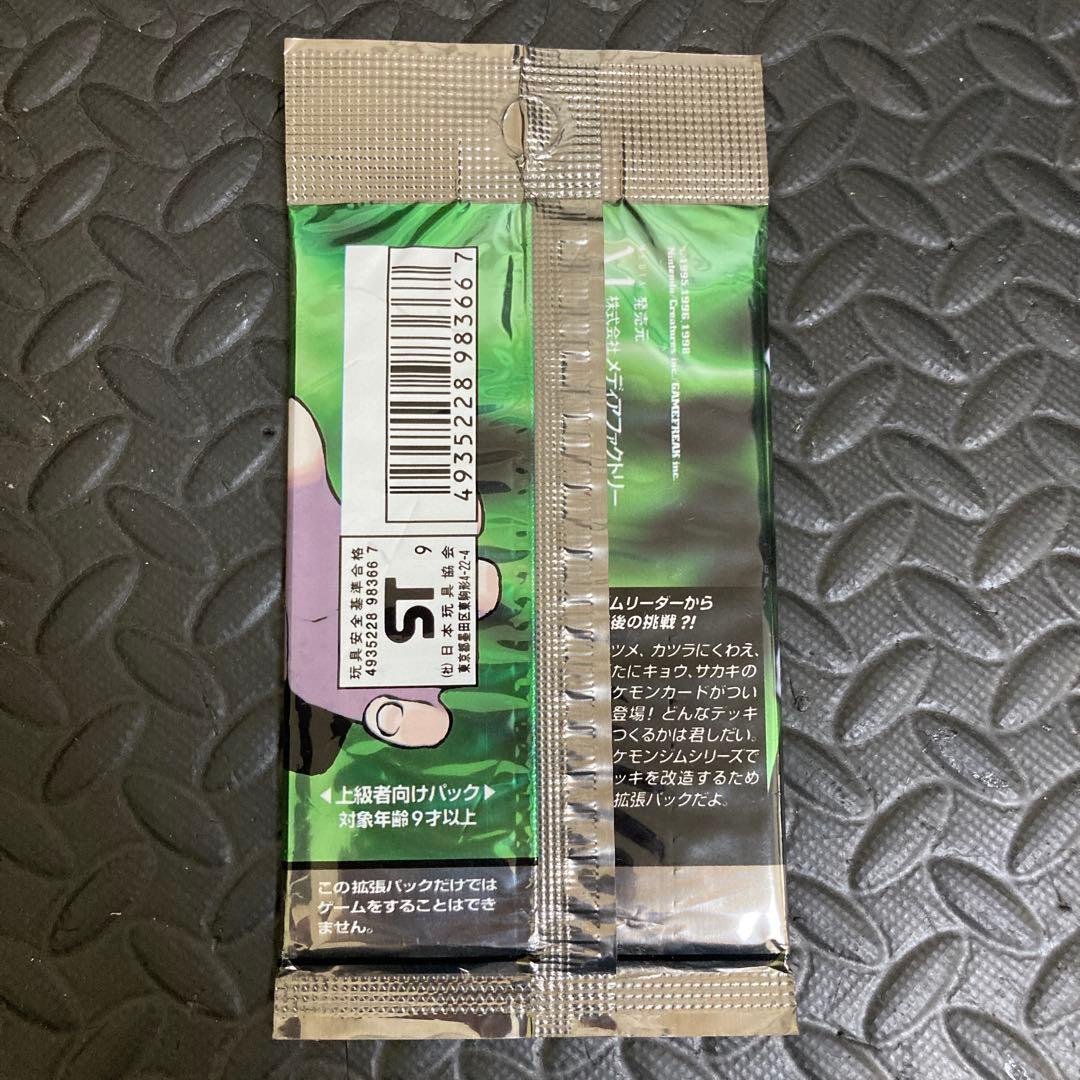 4935228983667
玩具安全基準合格
4935228 98366 7
ST 9
(社)日本玩具協会
東京都墨田区東駒形4-22-4
1995,1996,1998
Nintendo, Creatures inc. GAMEFREAK inc.
発売元
株式会社メディアファクトリー
ムリーダーから
後の挑戦?!
ツメ、カツラにくわえ、
たにキョウ、サカキの
ケモンカードがつい
登場! どんなデッキ
つくるかは君しだい。
ケモンジムシリーズで
ッキを改造するため
拡張パックだよ。
◀上級者向けパック▶
対象年齢9才以上
この拡張パックだけでは
ゲームをすることはでき
ません。